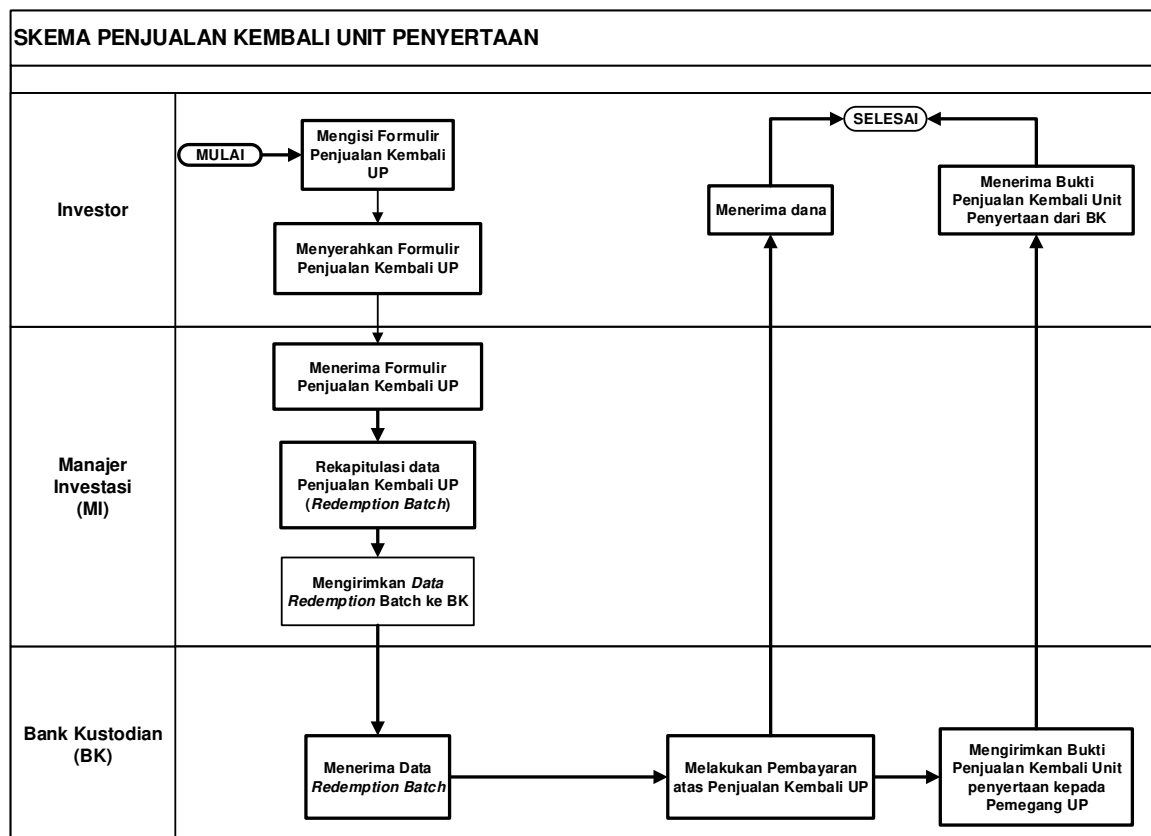 SKEMA PENJUALAN KEMBALI UNIT PENYERTAAN
Investor
MULAI
Mengisi Formulir
Penjualan Kembali
UP
Menyerahkan Formulir
Penjualan Kembali UP
SELESAI
Menerima dana
Menerima Bukti
Penjualan Kembali Unit
Penyertaan dari BK
Manajer
Investasi
(MI)
Menerima Formulir
Penjualan Kembali UP
Rekapitulasi data
Penjualan Kembali UP
(Redemption Batch)
Mengirimkan Data
Redemption Batch ke BK
Bank Kustodian
(BK)
Menerima Data
Redemption Batch
Melakukan Pembayaran
atas Penjualan Kembali UP
Mengirimkan Bukti
Penjualan Kembali Unit
penyertaan kepada
Pemegang UP